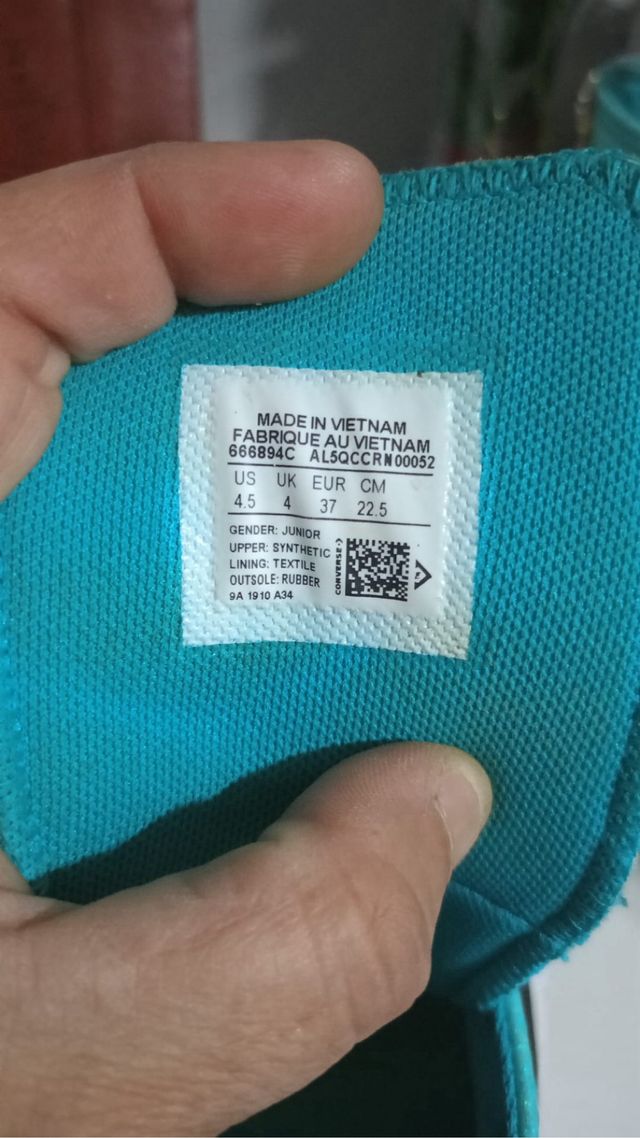 MADE IN VIETNAM
FABRIQUE AU VIETNAM
666894C AL5QCCRN00052
US UK EUR CM
4.5 4 37 22.5
GENDER: JUNIOR
UPPER: SYNTHETIC
LINING: TEXTILE
OUTSOLE: RUBBER
9A 1910 A34
CONVERSE